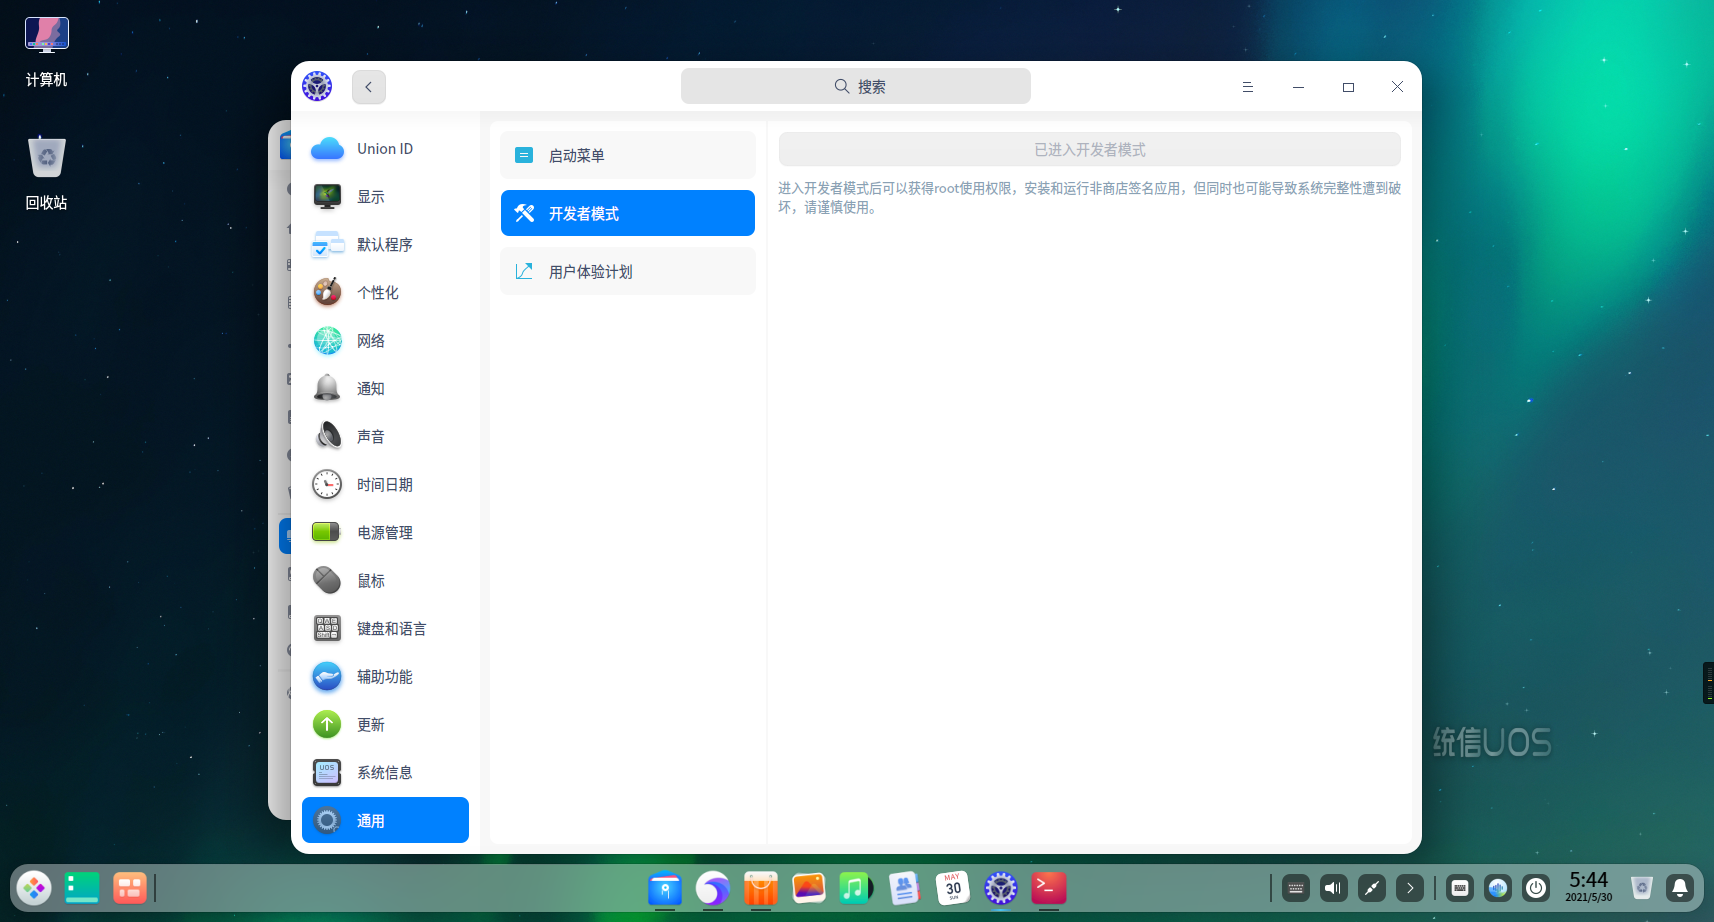 计算机
回收站
搜索
Union ID
显示
默认程序
个性化
网络
通知
声音
时间日期
电源管理
鼠标
键盘和语言
辅助功能
更新
系统信息
通用
启动菜单
开发者模式
用户体验计划
已进入开发者模式
进入开发者模式后可以获得root使用权限，安装和运行非商店签名应用，但同时也可能导致系统完整性遭到破
坏，请谨慎使用。
UOS
统信UOS
MAY
30
SUN
5:44
2021/5/30